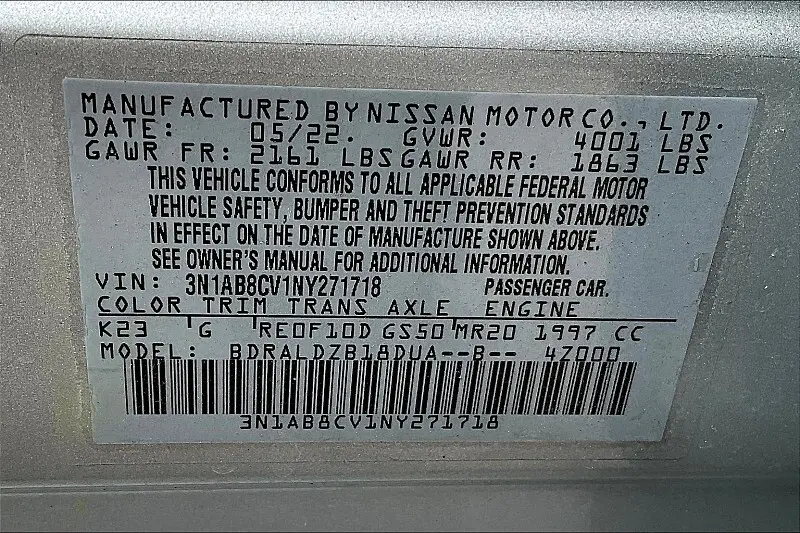 MANUFACTURED BY NISSAN MOTOR CO., LTD.
DATE: 05/22. GVWR: 4001 LBS
GAWR FR: 2161 LBS GAWR RR: 1863 LBS
THIS VEHICLE CONFORMS TO ALL APPLICABLE FEDERAL MOTOR
VEHICLE SAFETY, BUMPER AND THEFT PREVENTION STANDARDS
IN EFFECT ON THE DATE OF MANUFACTURE SHOWN ABOVE.
SEE OWNER'S MANUAL FOR ADDITIONAL INFORMATION.
VIN: 3N1AB8CV1NY271718 PASSENGER CAR.
COLOR TRIM TRANS AXLE ENGINE
K23 G RE0F10D GS50 MR20 1997 CC
MODEL: BDRALDZB18DUA--B-- 4Z000
3N1AB8CV1NY271718